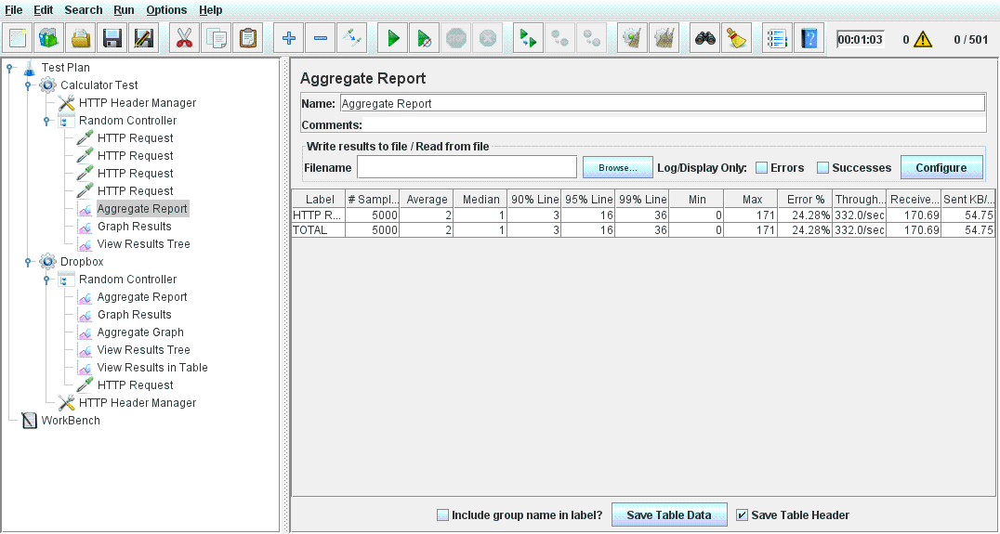 File Edit Search Run Options Help
00:01:03 0 0 / 501
Test Plan
Calculator Test
HTTP Header Manager
Random Controller
HTTP Request
HTTP Request
HTTP Request
HTTP Request
Aggregate Report
Graph Results
View Results Tree
Dropbox
Random Controller
Aggregate Report
Graph Results
Aggregate Graph
View Results Tree
View Results in Table
HTTP Request
HTTP Header Manager
WorkBench
Aggregate Report
Name: Aggregate Report
Comments:
Write results to file / Read from file
Filename Browse... Log/Display Only: Errors Successes Configure
Label # Sampl... Average Median 90% Line 95% Line 99% Line Min Max Error % Through... Receive... Sent KB/...
HTTP R... 5000 2 1 3 16 36 0 171 24.28% 332.0/sec 170.69 54.75
TOTAL 5000 2 1 3 16 36 0 171 24.28% 332.0/sec 170.69 54.75
Include group name in label? Save Table Data Save Table Header